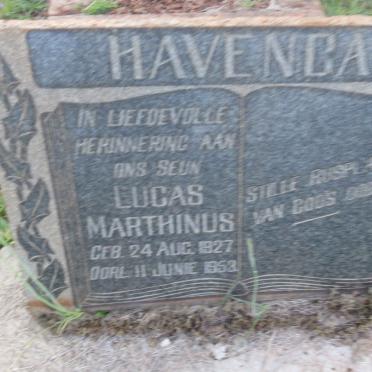 HAVENGA
IN LIEFDEVOLLE
HERINNERING AAN
ONS SEUN
LUCAS
MARTHINUS
GEB. 24 AUG. 1927
OORL. 11 JUNIE 1953
STILLE RUSPL
VAN GODS